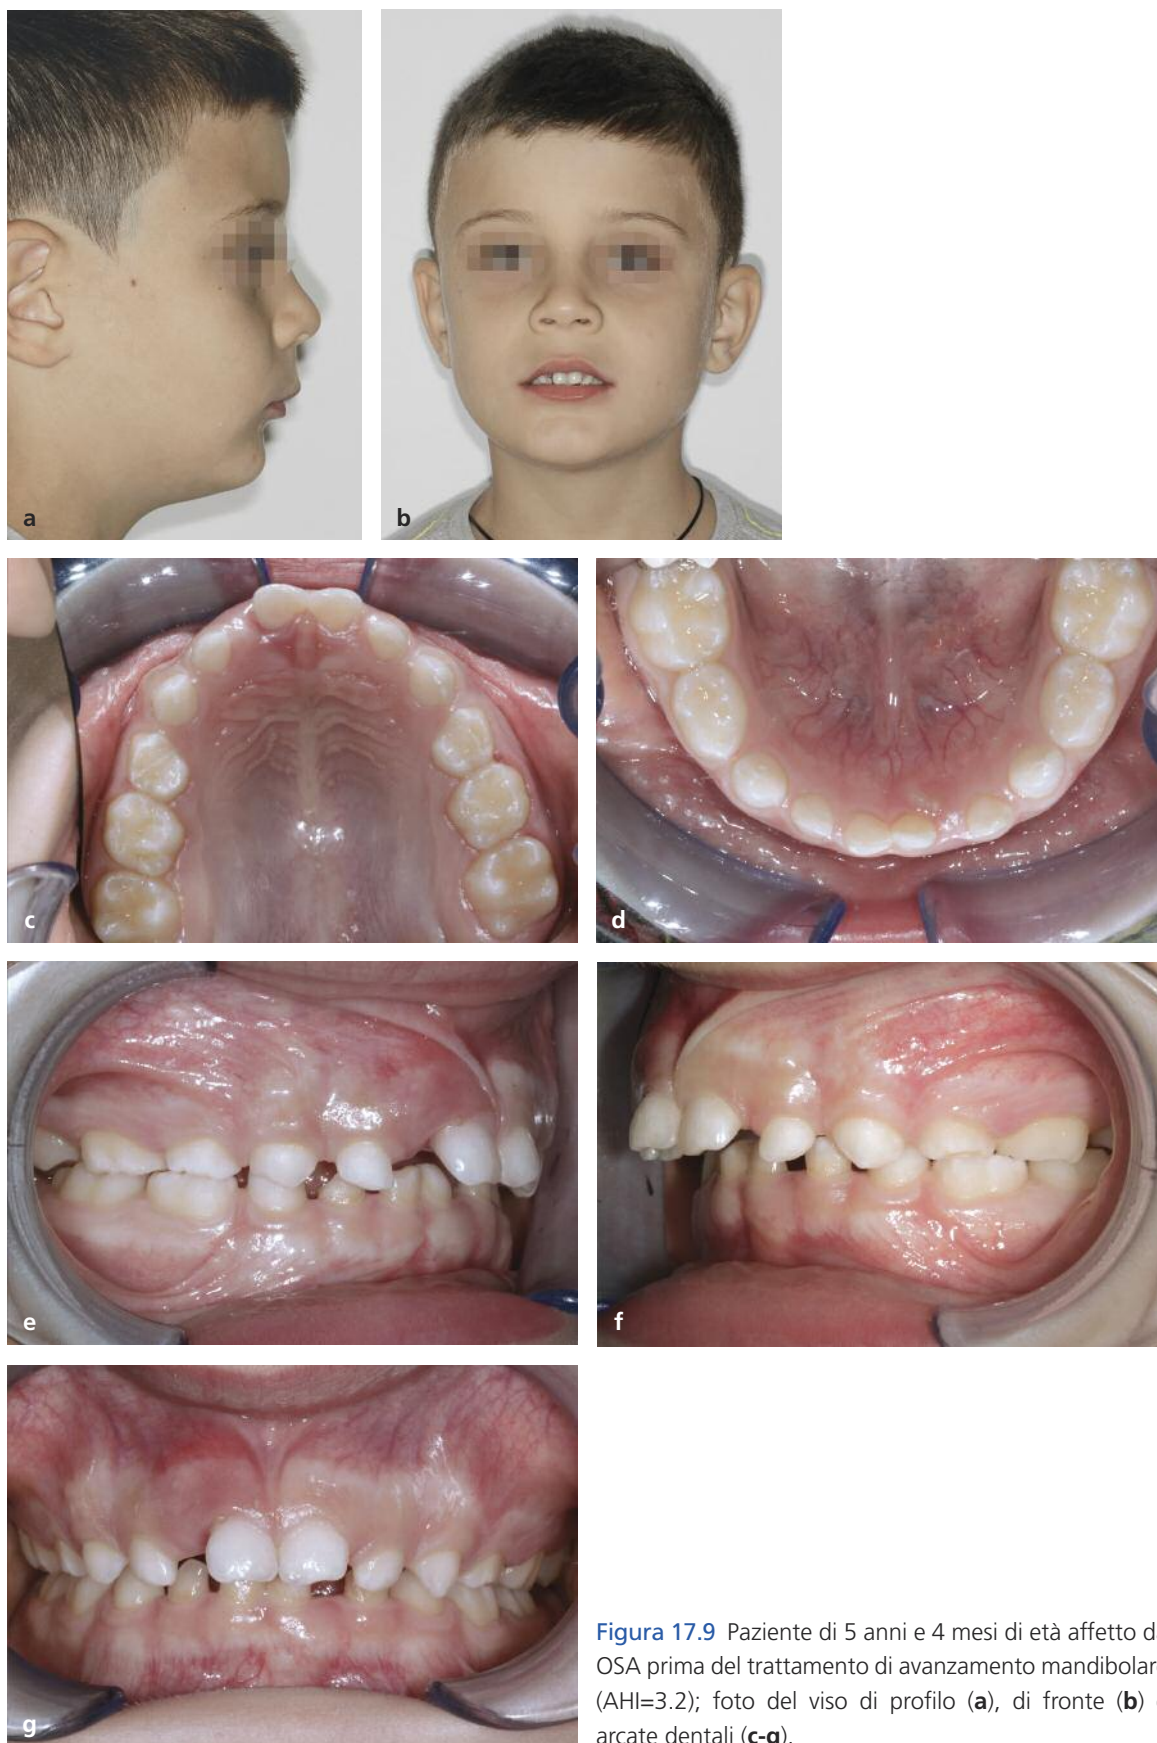 a
b
c
d
e
f
g
Figura 17.9 Paziente di 5 anni e 4 mesi di età affetto
OSA prima del trattamento di avanzamento
(AHI=3.2); foto del viso di profilo (a), di fronte (b)
arcate dentali (c-g).